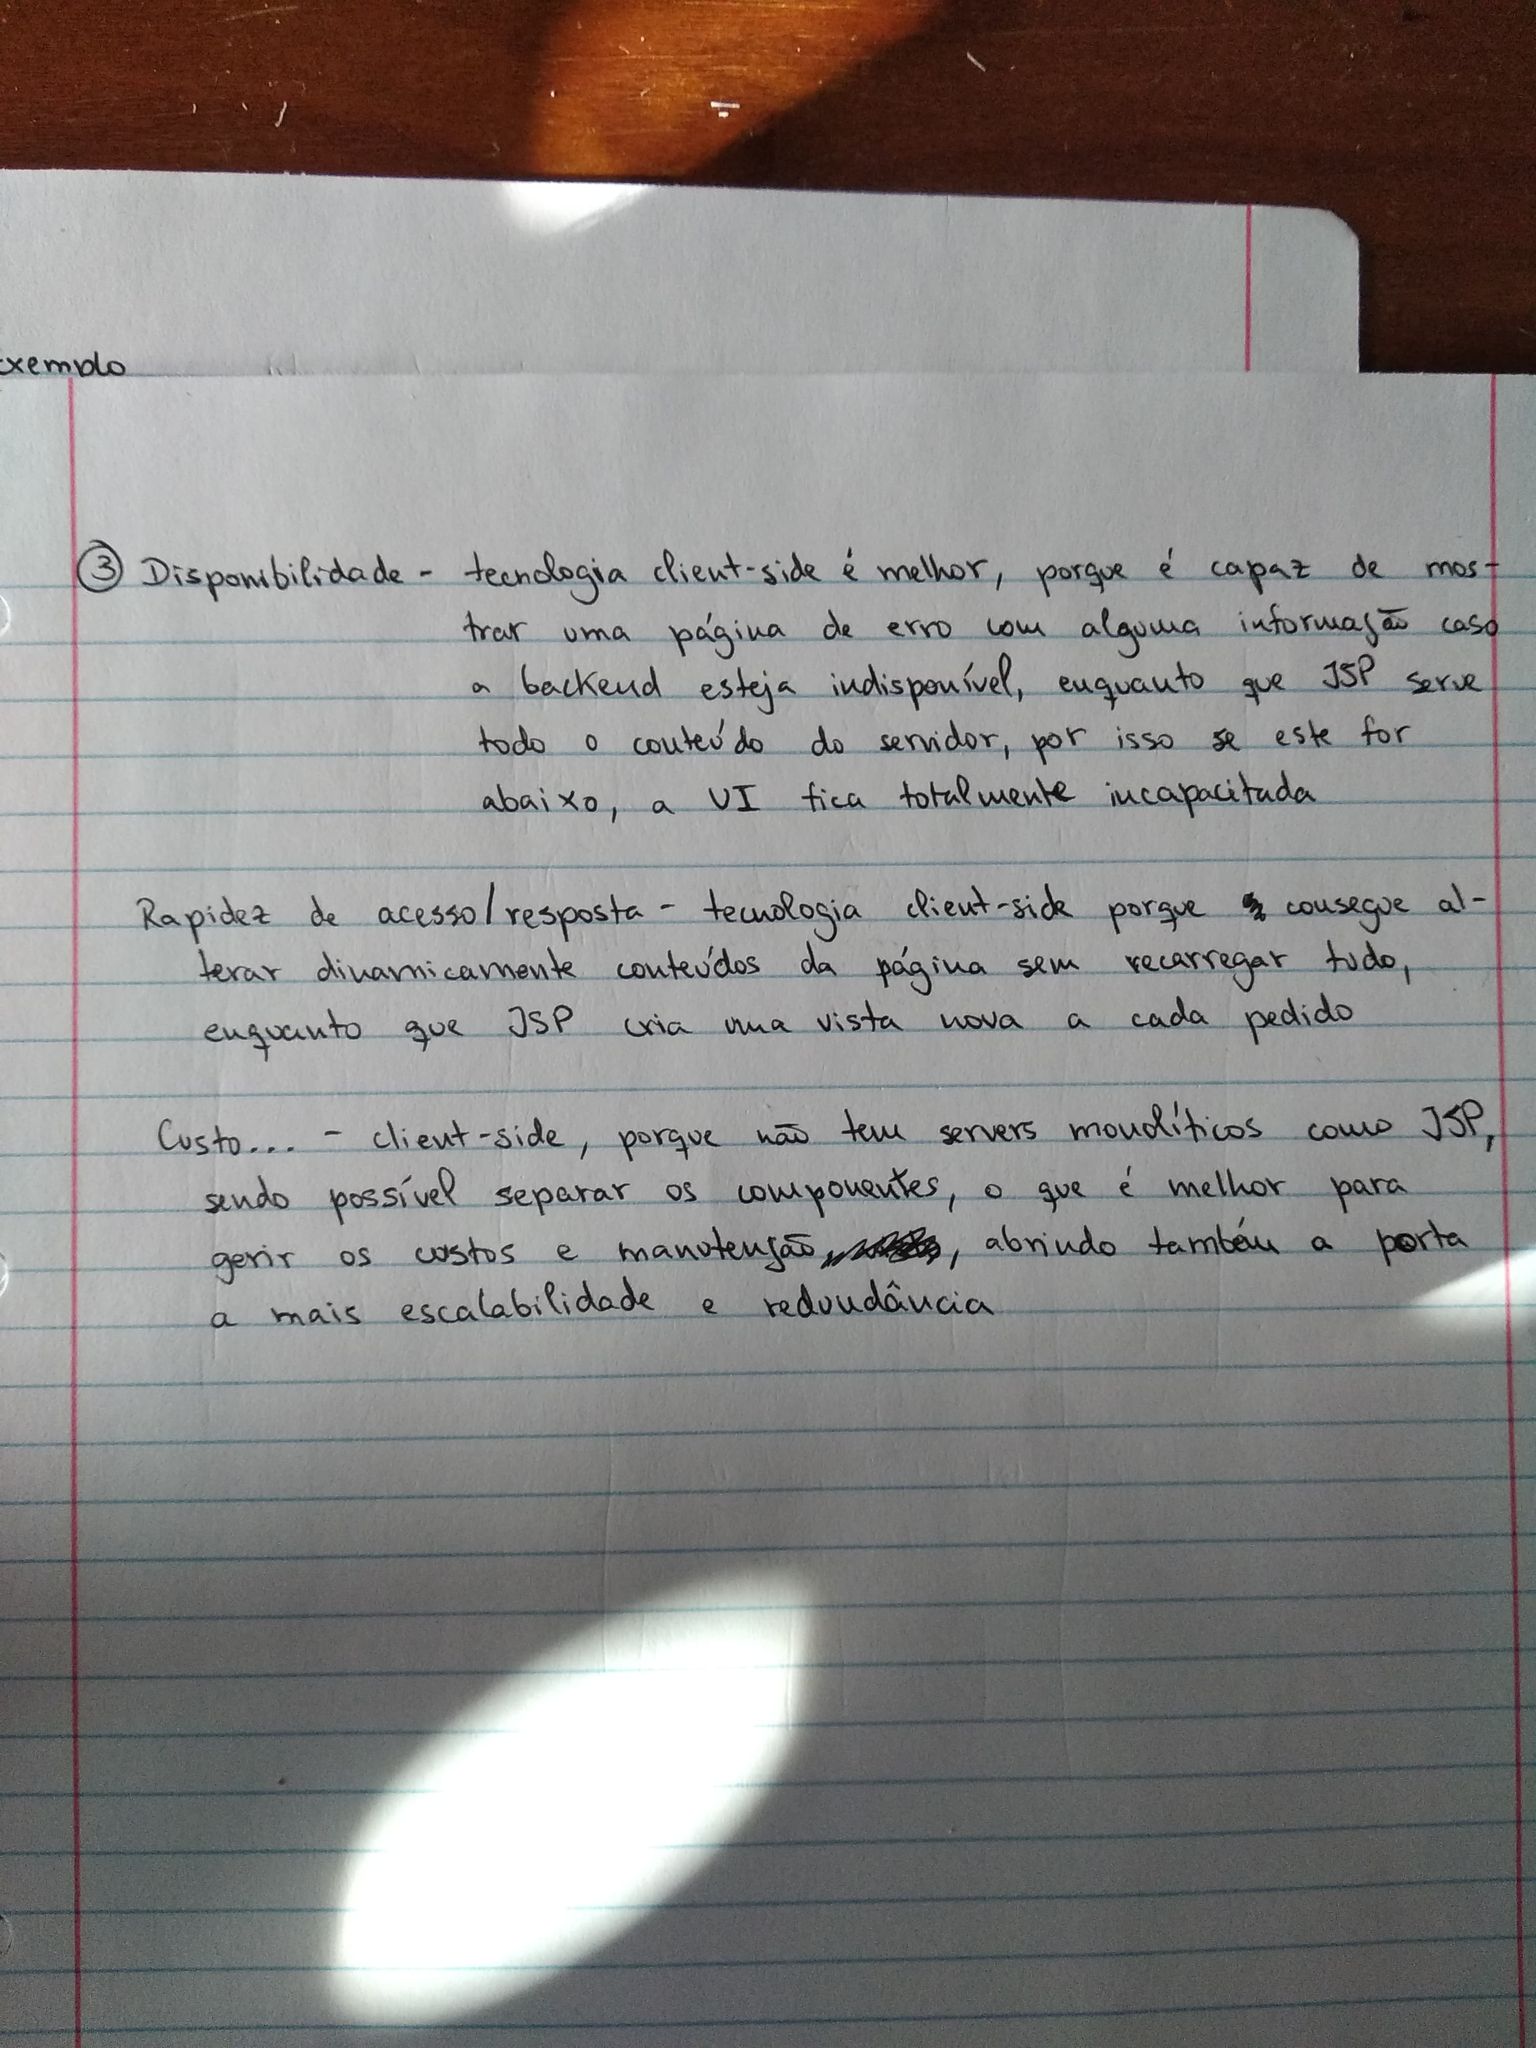 xemplo
③ Disponibilidade - tecnologia client-side é melhor, porque é capaz de mos-
trar uma página de erro com alguma informação caso
a backend esteja indisponível, enquanto que JSP serve
todo o conteúdo do servidor, por isso se este for
abaixo, a UI fica totalmente incapacitada
Rapidez de acesso/resposta - tecnologia client-side porque consegue al-
terar dinamicamente conteúdos da página sem recarregar tudo,
enquanto que JSP cria uma vista nova a cada pedido
Custo... - client-side, porque não tem servers monolíticos como JSP,
sendo possível separar os componentes, o que é melhor para
gerir os custos e manutenção, abrindo também a porta
a mais escalabilidade e redundância